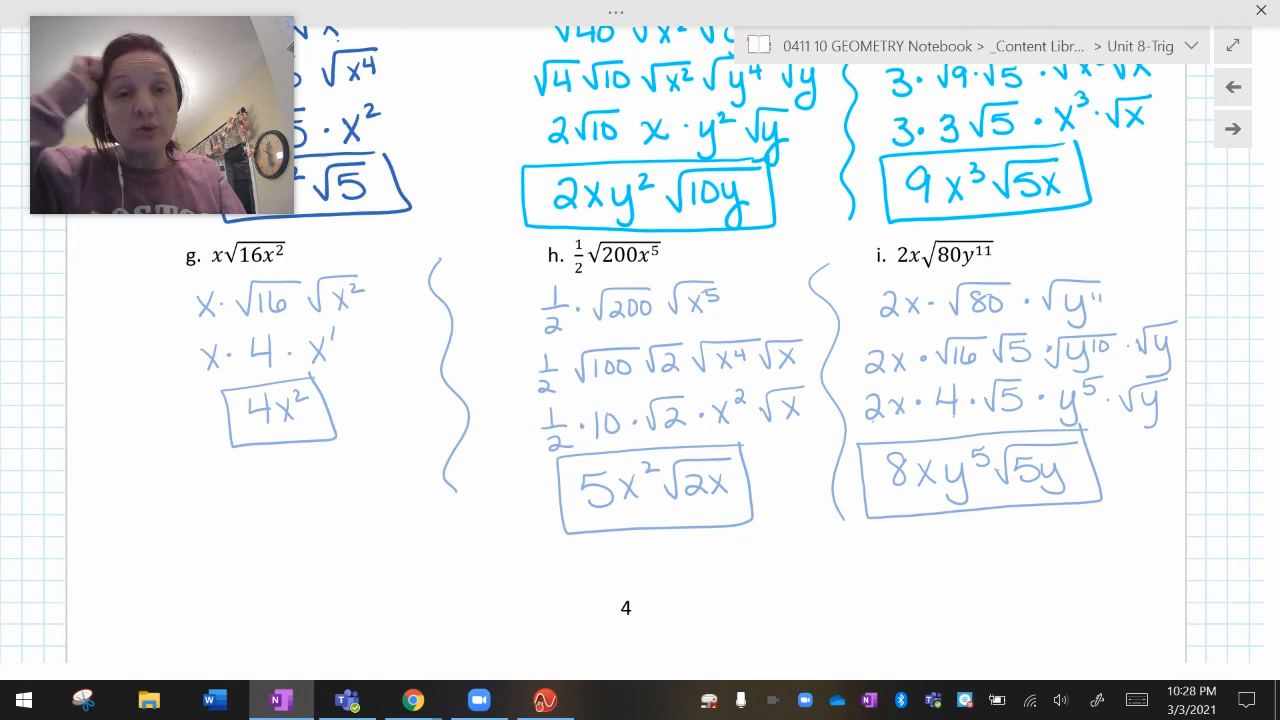 0411 10 GEOMETRY Notebook > _Content Libr... > Unit 8-Trig
√x⁴
5 · x²
√5
√40 √x²
√4 √10 √x² √y⁴ √y
2√10 x · y² √y
2xy² √10y
3 · √9 · √5 · √x
3 · 3√5 · x³ · √x
9x³√5x
g. x√16x²
x · √16 √x²
x · 4 · x¹
4x²
h. 1/2 √200x⁵
1/2 · √200 √x⁵
1/2 √100 √2 √x⁴ √x
1/2 · 10 · √2 · x² √x
5x² √2x
i. 2x√80y¹¹
2x · √80 · √y¹¹
2x · √16 √5 · √y¹⁰ · √y
2x · 4 · √5 · y⁵ · √y
8xy⁵√5y
4
10:28 PM
3/3/2021